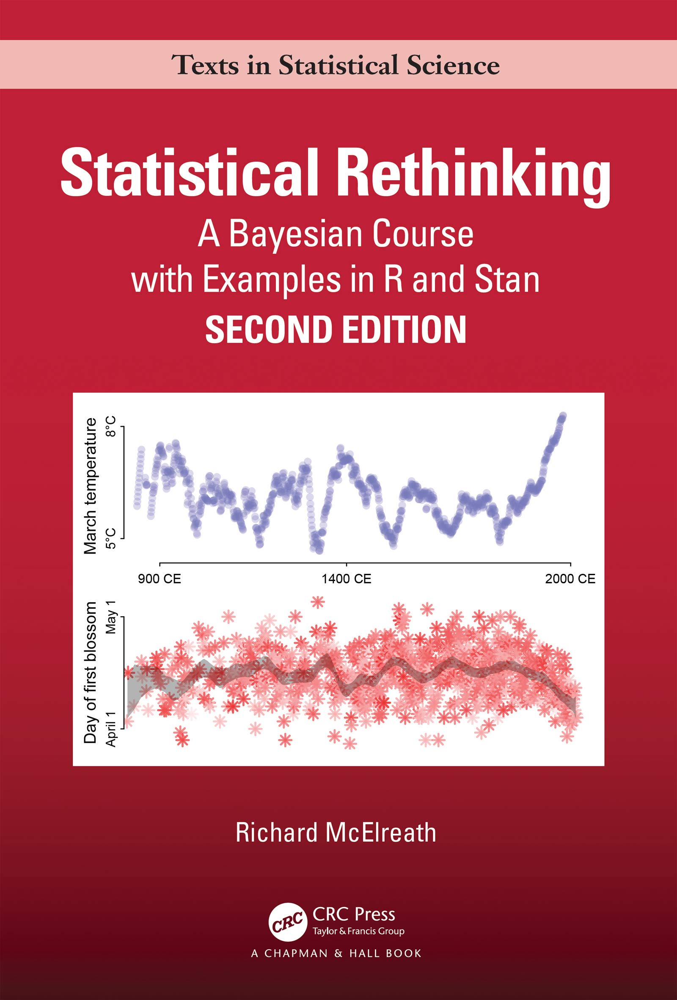 Texts in Statistical Science
Statistical Rethinking
A Bayesian Course
with Examples in R and Stan
SECOND EDITION
March temperature
8°C
5°C
900 CE
1400 CE
2000 CE
Day of first blossom
May 1
April 1
Richard McElreath
CRC
CRC Press
Taylor & Francis Group
A CHAPMAN & HALL BOOK